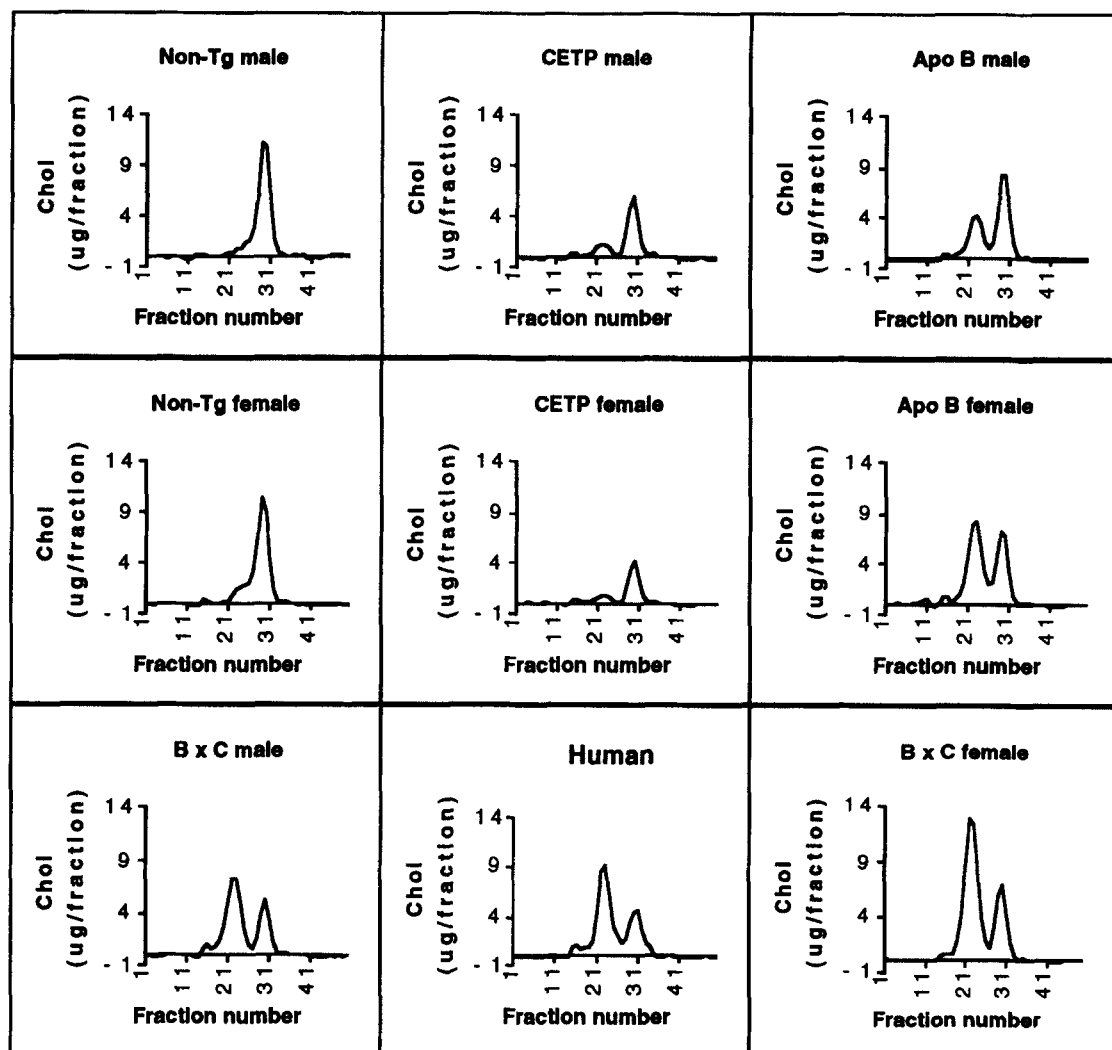 Non-Tg male
Chol
(ug/fraction)
14
9
4
-1
1
11
21
31
41
Fraction number
CETP male
Chol
(ug/fraction)
14
9
4
-1
1
11
21
31
41
Fraction number
Apo B male
Chol
(ug/fraction)
14
9
4
-1
1
11
21
31
41
Fraction number
Non-Tg female
Chol
(ug/fraction)
14
9
4
-1
1
11
21
31
41
Fraction number
CETP female
Chol
(ug/fraction)
14
9
4
-1
1
11
21
31
41
Fraction number
Apo B female
Chol
(ug/fraction)
14
9
4
-1
1
11
21
31
41
Fraction number
B x C male
Chol
(ug/fraction)
14
9
4
-1
1
11
21
31
41
Fraction number
Human
Chol
(ug/fraction)
14
9
4
-1
1
11
21
31
41
Fraction number
B x C female
Chol
(ug/fraction)
14
9
4
-1
1
11
21
31
41
Fraction number